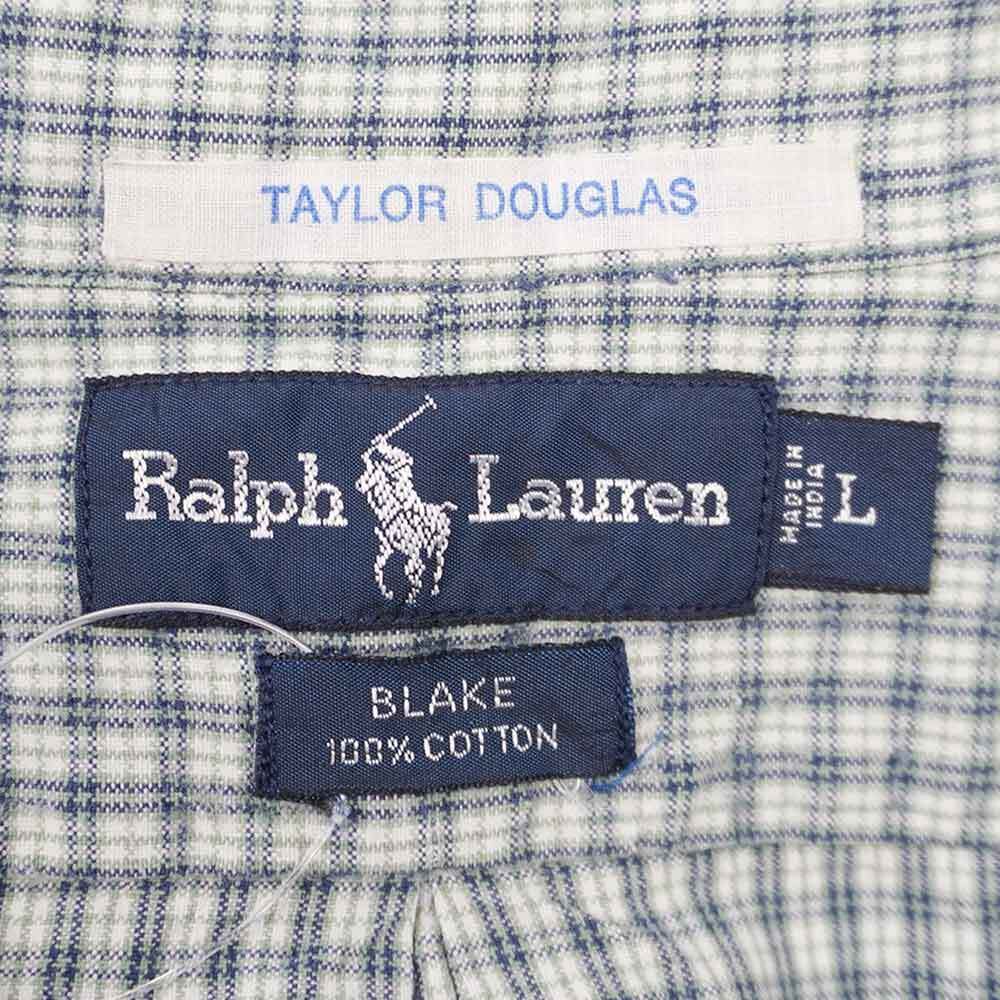 TAYLOR DOUGLAS
Ralph Lauren
MADE IN
INDIA
L
BLAKE
100% COTTON